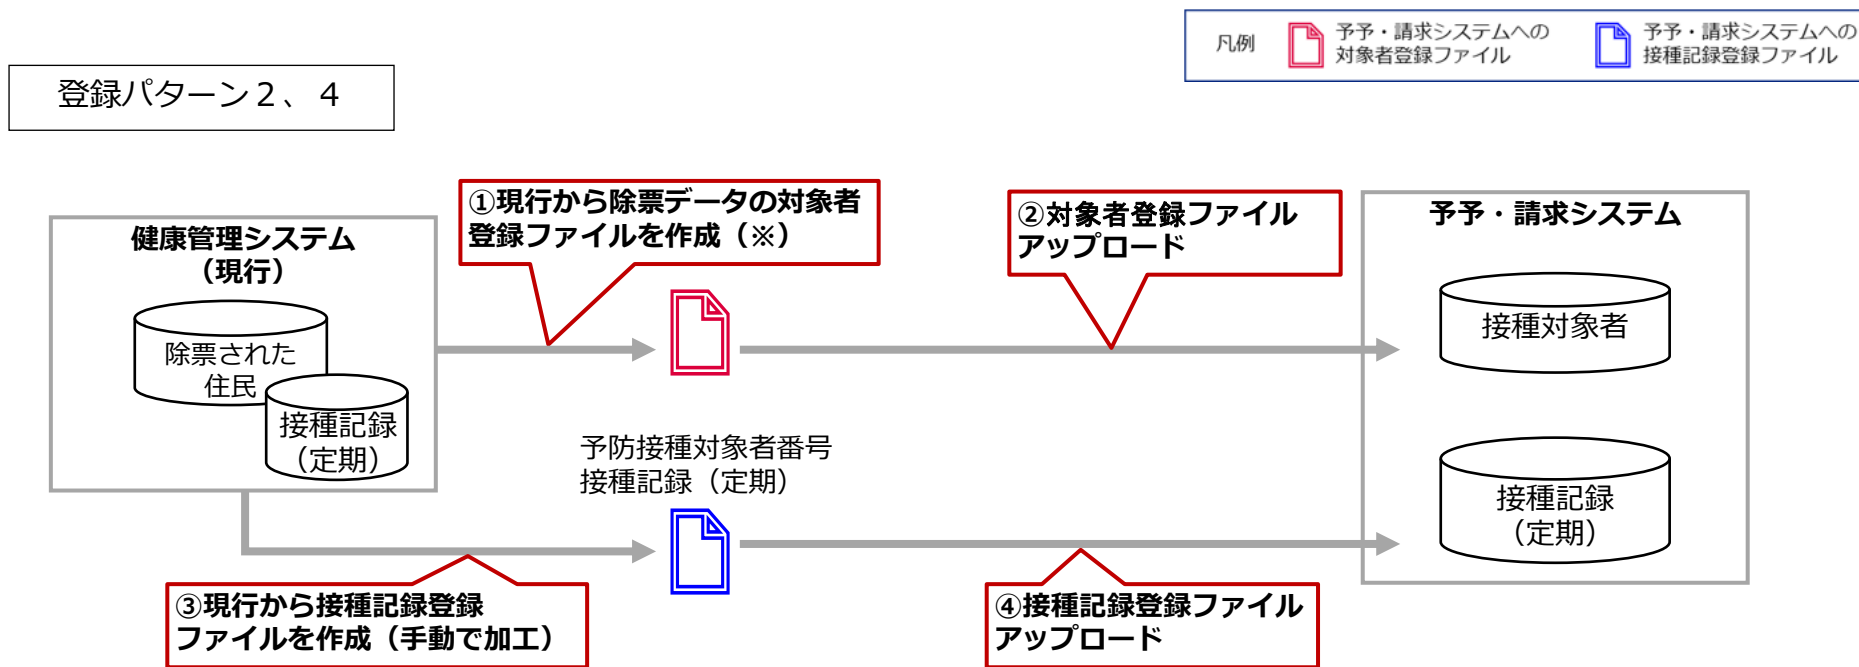 凡例
予予・請求システムへの
対象者登録ファイル
予予・請求システムへの
接種記録登録ファイル
登録パターン２、４
①現行から除票データの対象者
登録ファイルを作成（※）
②対象者登録ファイル
アップロード
健康管理システム
（現行）
除票された
住民
接種記録
（定期）
予予・請求システム
接種対象者
予防接種対象者番号
接種記録（定期）
接種記録
（定期）
③現行から接種記録登録
ファイルを作成（手動で加工）
④接種記録登録ファイル
アップロード